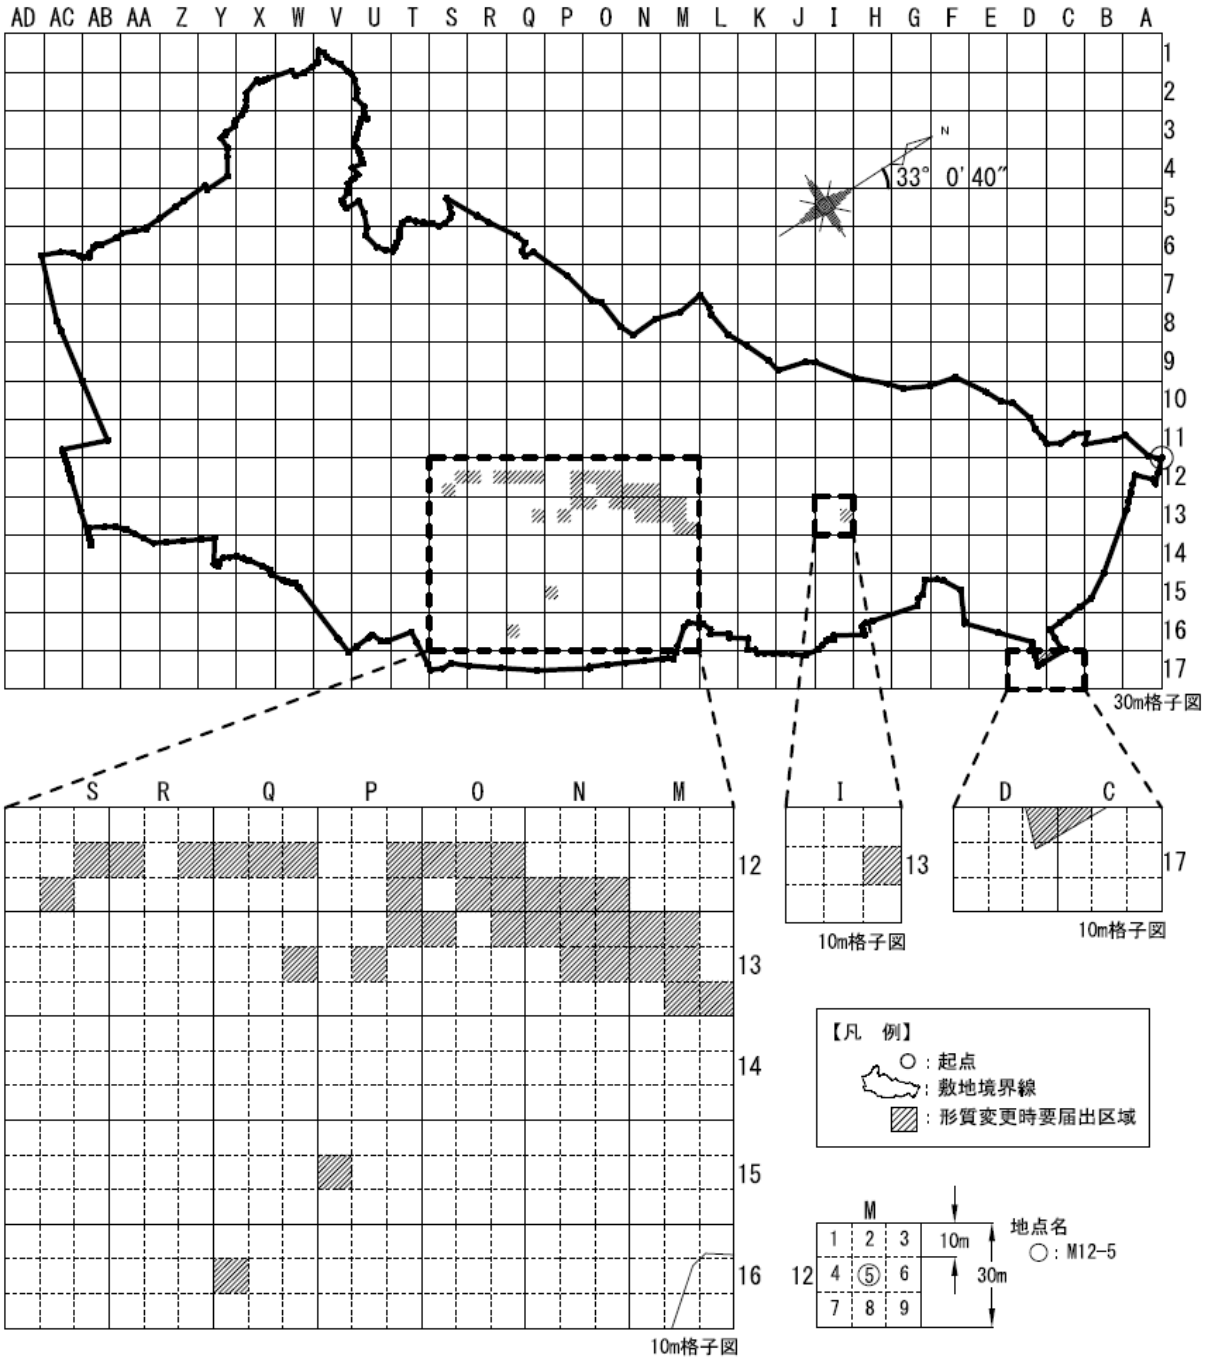 AD AC AB AA Z Y X W V U T S R Q P O N M L K J I H G F E D C B A
1
2
3
N
4
33° 0'40"
5
6
7
8
9
10
11
12
13
14
15
16
17
30m格子図
S R Q P O N M
12
13
14
15
16
10m格子図
I
13
10m格子図
D C
17
10m格子図
【凡 例】
○ : 起点
: 敷地境界線
: 形質変更時要届出区域
M
1 2 3
4 ⑤ 6
7 8 9
12
10m
30m
地点名
○ : M12-5